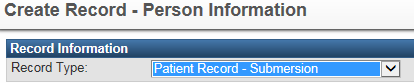 Create Record - Person Information
Record Information
Record Type: Patient Record - Submersion